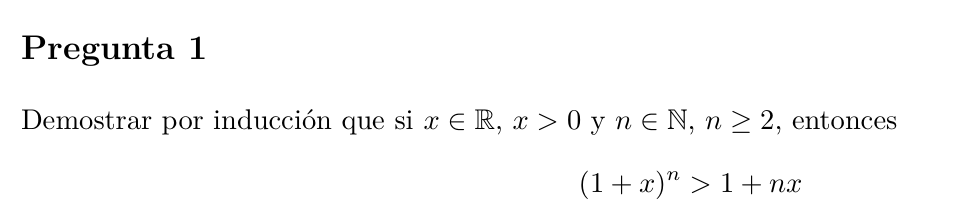 Pregunta 1
Demostrar por inducción que si x ∈ ℝ, x > 0 y n ∈ ℕ, n ≥ 2, entonces
(1 + x)ⁿ > 1 + nx